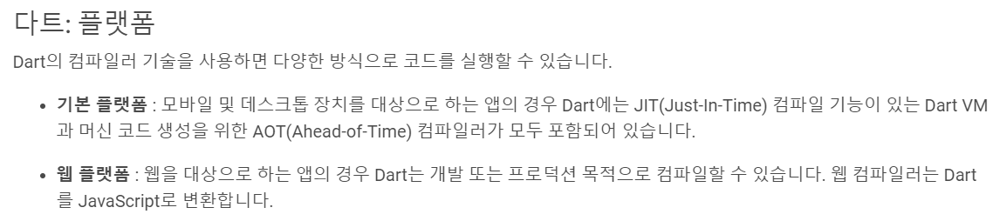 다트: 플랫폼
Dart의 컴파일러 기술을 사용하면 다양한 방식으로 코드를 실행할 수 있습니다.
• 기본 플랫폼 : 모바일 및 데스크톱 장치를 대상으로 하는 앱의 경우 Dart에는 JIT(Just-In-Time) 컴파일 기능이 있는 Dart VM
과 머신 코드 생성을 위한 AOT(Ahead-of-Time) 컴파일러가 모두 포함되어 있습니다.
• 웹 플랫폼 : 웹을 대상으로 하는 앱의 경우 Dart는 개발 또는 프로덕션 목적으로 컴파일할 수 있습니다. 웹 컴파일러는 Dart
를 JavaScript로 변환합니다.